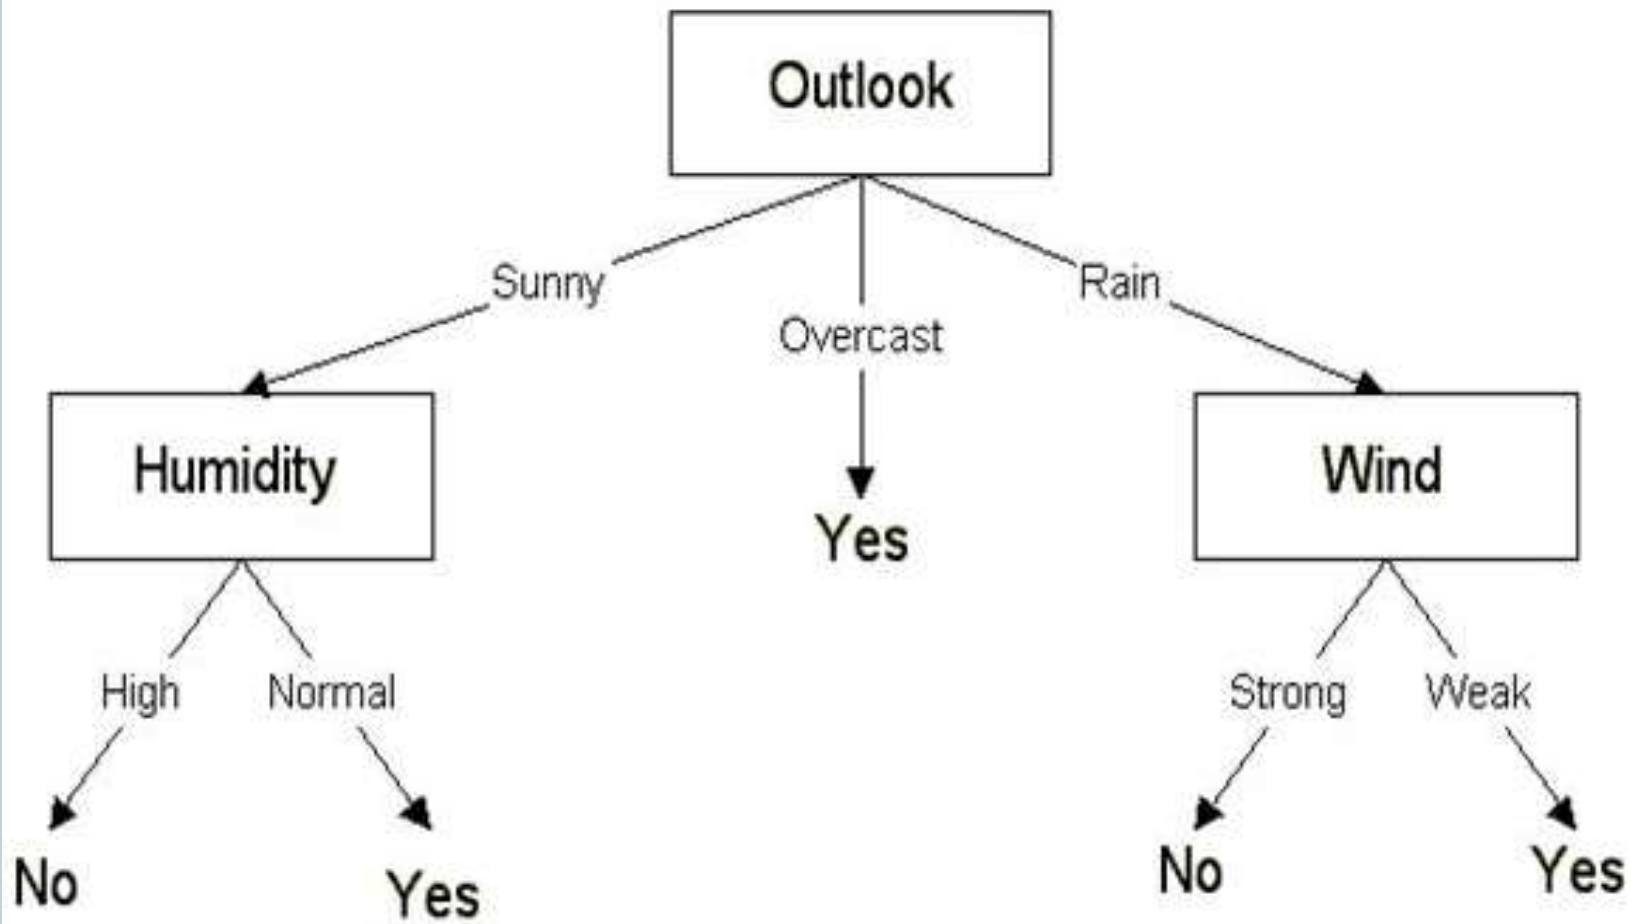 Outlook
Sunny
Overcast
Rain
Humidity
Yes
Wind
High
Normal
Strong
Weak
No
Yes
No
Yes